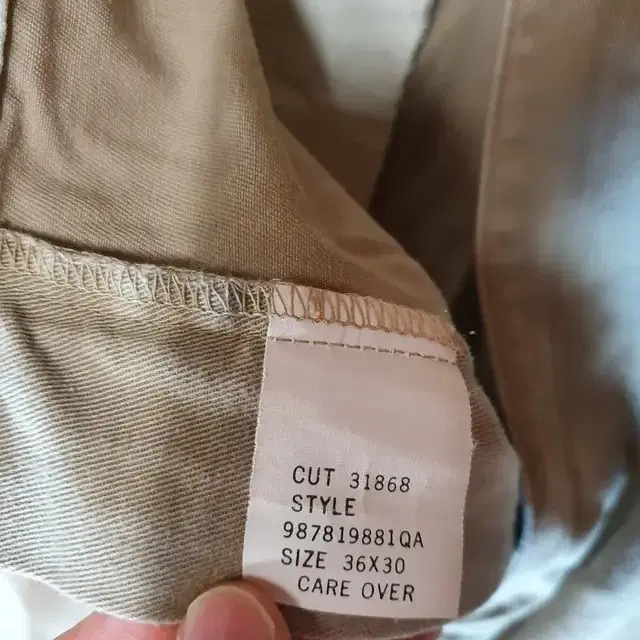 CUT 31868
STYLE
987819881QA
SIZE 36X30
CARE OVER